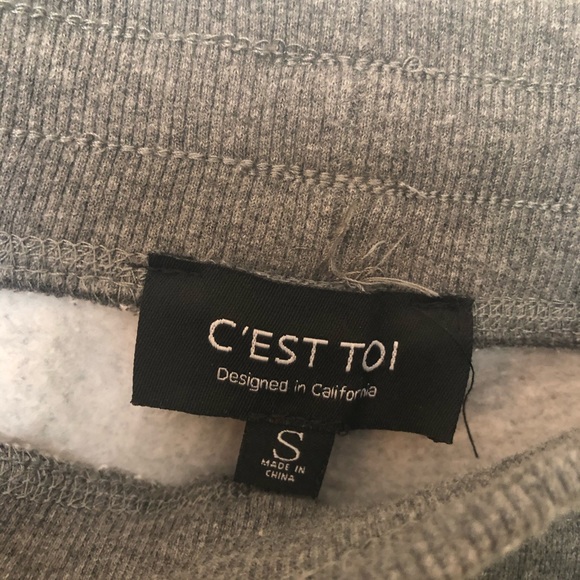 C'EST TOI
Designed in California
S
MADE IN
CHINA